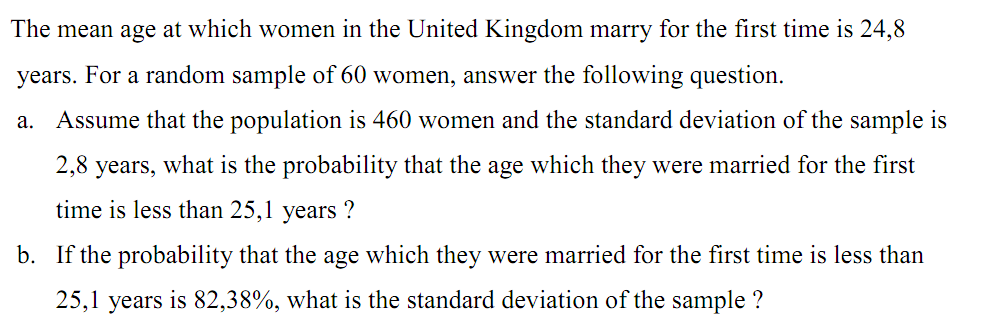 The mean age at which women in the United Kingdom marry for the first time is 24,8
years. For a random sample of 60 women, answer the following question.
a. Assume that the population is 460 women and the standard deviation of the sample is
2,8 years, what is the probability that the age which they were married for the first
time is less than 25,1 years ?
b. If the probability that the age which they were married for the first time is less than
25,1 years is 82,38%, what is the standard deviation of the sample ?